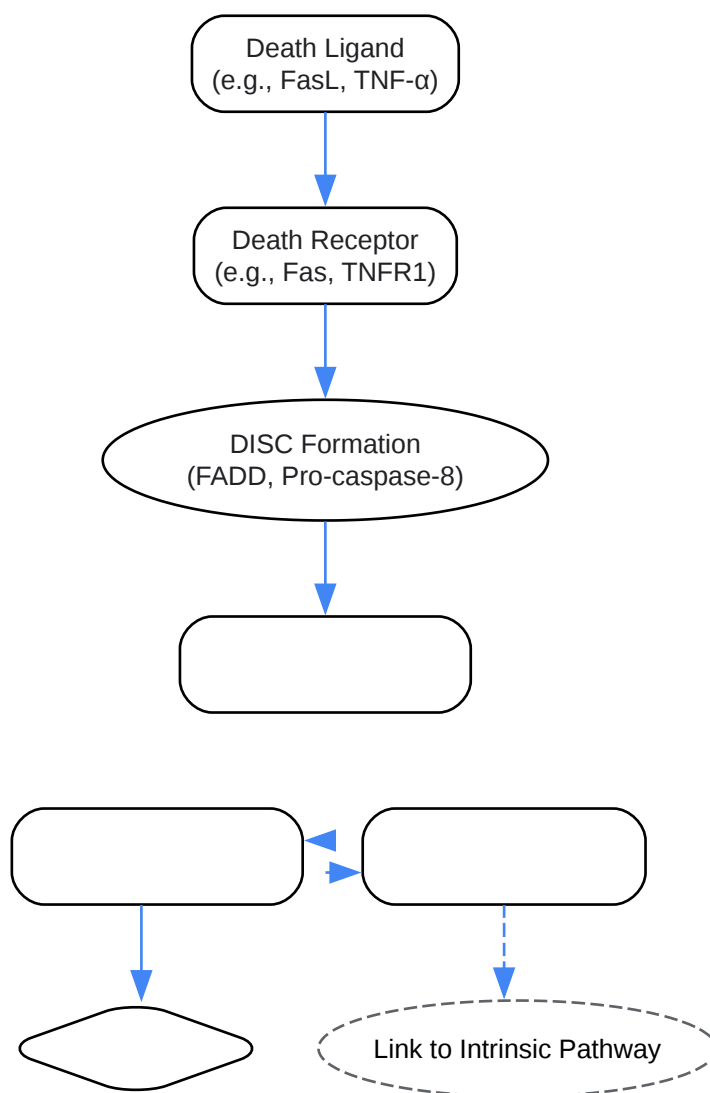 Death Ligand
(e.g., FasL, TNF-α)
Death Receptor
(e.g., Fas, TNFR1)
DISC Formation
(FADD, Pro-caspase-8)
Link to Intrinsic Pathway